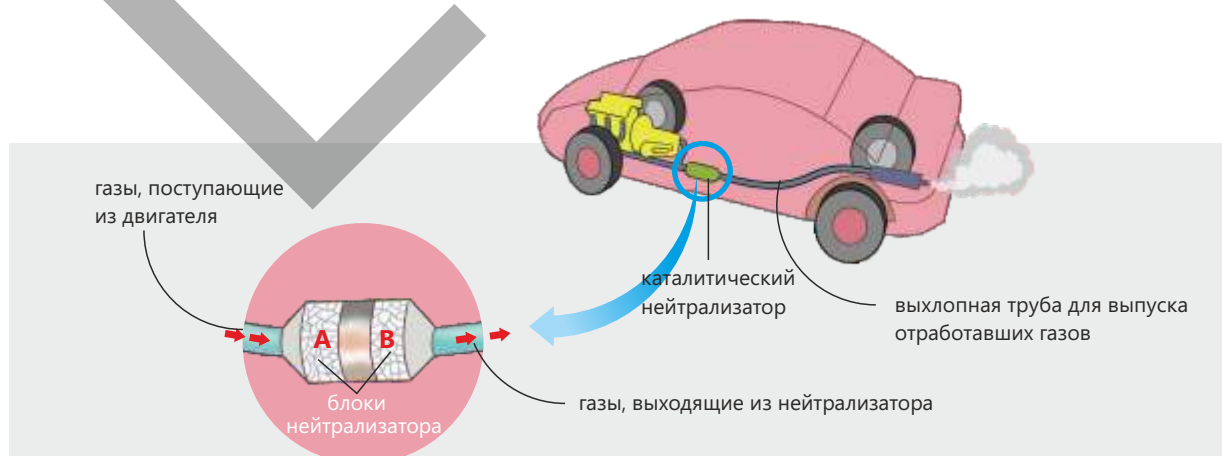 газы, поступающие
из двигателя
каталитический
нейтрализатор
выхлопная труба для выпуска
отработавших газов
A
B
блоки
нейтрализатора
газы, выходящие из нейтрализатора